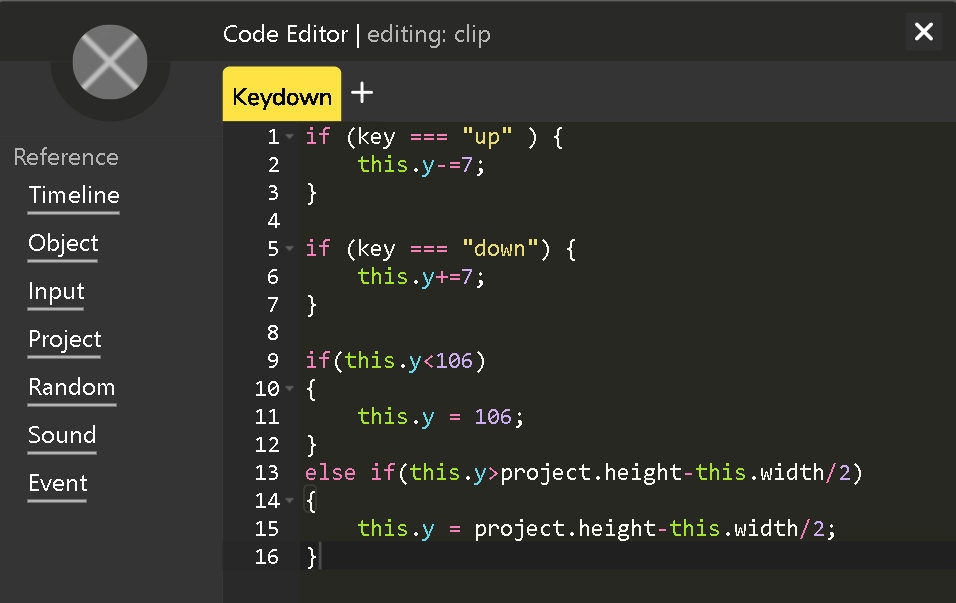 Code Editor | editing: clip
Keydown +
Reference
Timeline
Object
Input
Project
Random
Sound
Event
1 if (key === "up" ) {
2     this.y-=7;
3 }
4
5 if (key === "down") {
6     this.y+=7;
7 }
8
9 if(this.y<106)
10 {
11     this.y = 106;
12 }
13 else if(this.y>project.height-this.width/2)
14 {
15     this.y = project.height-this.width/2;
16 }